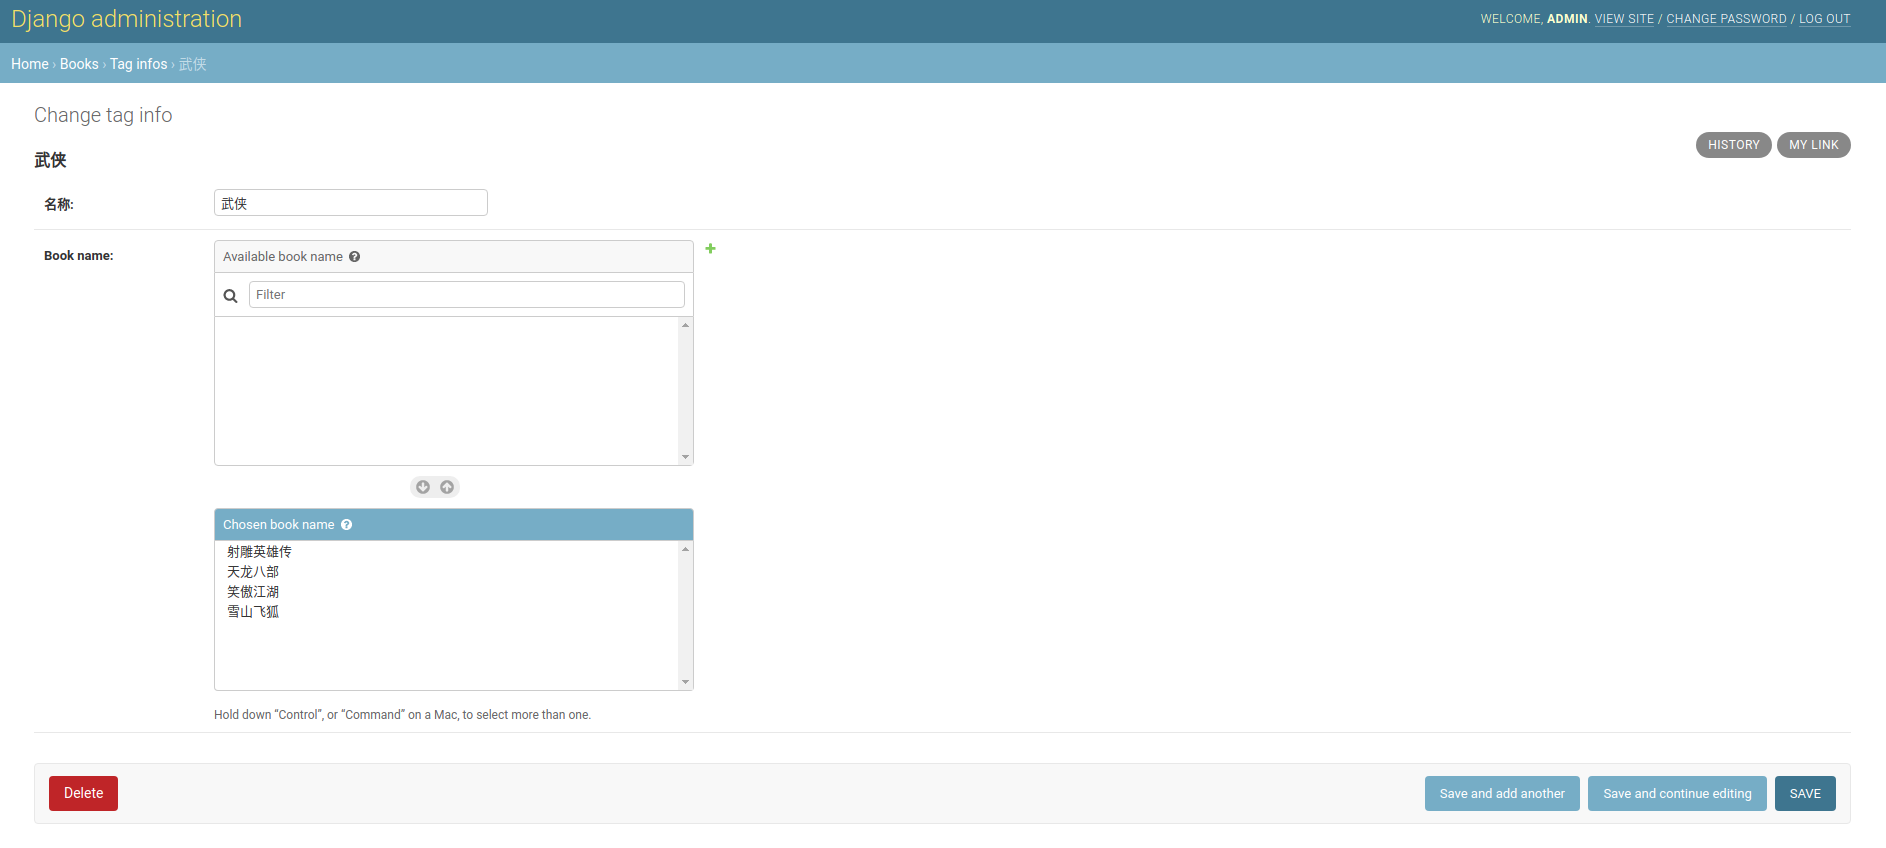 Django administration
WELCOME, ADMIN. VIEW SITE / CHANGE PASSWORD / LOG OUT
Home › Books › Tag infos › 武侠
Change tag info
HISTORY MY LINK
武侠
名称: 武侠
Book name:
Available book name ?
Filter
Chosen book name ?
射雕英雄传
天龙八部
笑傲江湖
雪山飞狐
Hold down “Control”, or “Command” on a Mac, to select more than one.
Delete Save and add another Save and continue editing SAVE